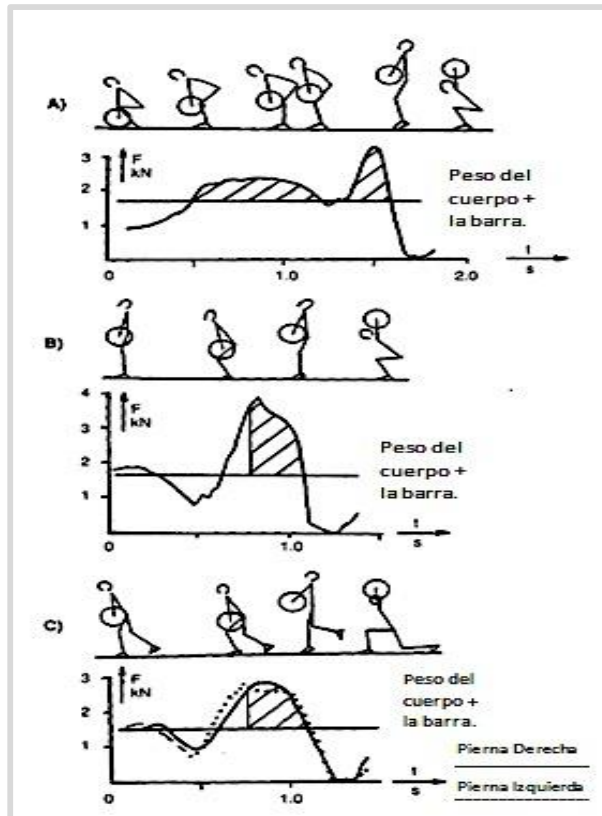 A)
3
F
kN
2
1
Peso del
cuerpo +
la barra.
0
1.0
2.0
t
s
B)
4
F
kN
3
2
1
Peso del
cuerpo +
la barra.
0
1.0
t
s
C)
3
F
kN
2
1
Peso del
cuerpo +
la barra.
Pierna Derecha
Pierna Izquierda
0
1.0
t
s